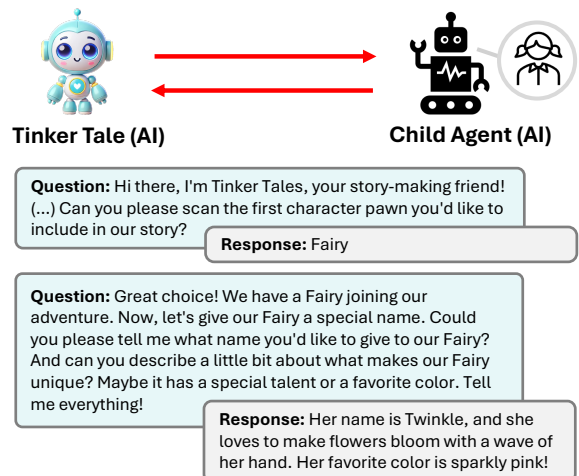 Tinker Tale (AI)
Child Agent (AI)
Question: Hi there, I'm Tinker Tales, your story-making friend!
(...) Can you please scan the first character pawn you'd like to
include in our story?
Response: Fairy
Question: Great choice! We have a Fairy joining our
adventure. Now, let's give our Fairy a special name. Could
you please tell me what name you'd like to give to our Fairy?
And can you describe a little bit about what makes our Fairy
unique? Maybe it has a special talent or a favorite color. Tell
me everything!
Response: Her name is Twinkle, and she
loves to make flowers bloom with a wave of
her hand. Her favorite color is sparkly pink!